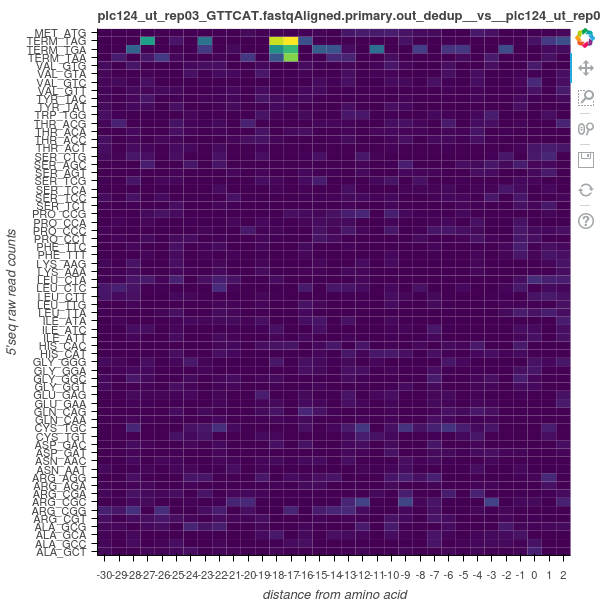 plc124_ut_rep03_GTTCAT.fastqAligned.primary.out_dedup__vs__plc124_ut_rep0
MET_ATG
TERM_TAG
TERM_TGA
TERM_TAA
VAL_GTG
VAL_GTA
VAL_GTC
VAL_GTT
TYR_TAC
TYR_TAT
TRP_TGG
THR_ACG
THR_ACA
THR_ACC
THR_ACT
SER_CTG
SER_AGC
SER_AGT
SER_TCG
SER_TCA
SER_TCC
SER_TCT
PRO_CCG
PRO_CCA
PRO_CCC
PRO_CCT
PHE_TTC
PHE_TTT
LYS_AAG
LYS_AAA
LEU_CTA
LEU_CTC
LEU_CTT
LEU_TTG
LEU_TTA
ILE_ATA
ILE_ATC
ILE_ATT
HIS_CAC
HIS_CAT
GLY_GGG
GLY_GGA
GLY_GGC
GLY_GGT
GLU_GAG
GLU_GAA
GLN_CAG
GLN_CAA
CYS_TGC
CYS_TGT
ASP_GAC
ASP_GAT
ASN_AAC
ASN_AAT
ARG_AGG
ARG_AGA
ARG_CGA
ARG_CGC
ARG_CGG
ARG_CGT
ALA_GCG
ALA_GCA
ALA_GCC
ALA_GCT
5'seq raw read counts
-30 -29 -28 -27 -26 -25 -24 -23 -22 -21 -20 -19 -18 -17 -16 -15 -14 -13 -12 -11 -10 -9 -8 -7 -6 -5 -4 -3 -2 -1 0 1 2
distance from amino acid